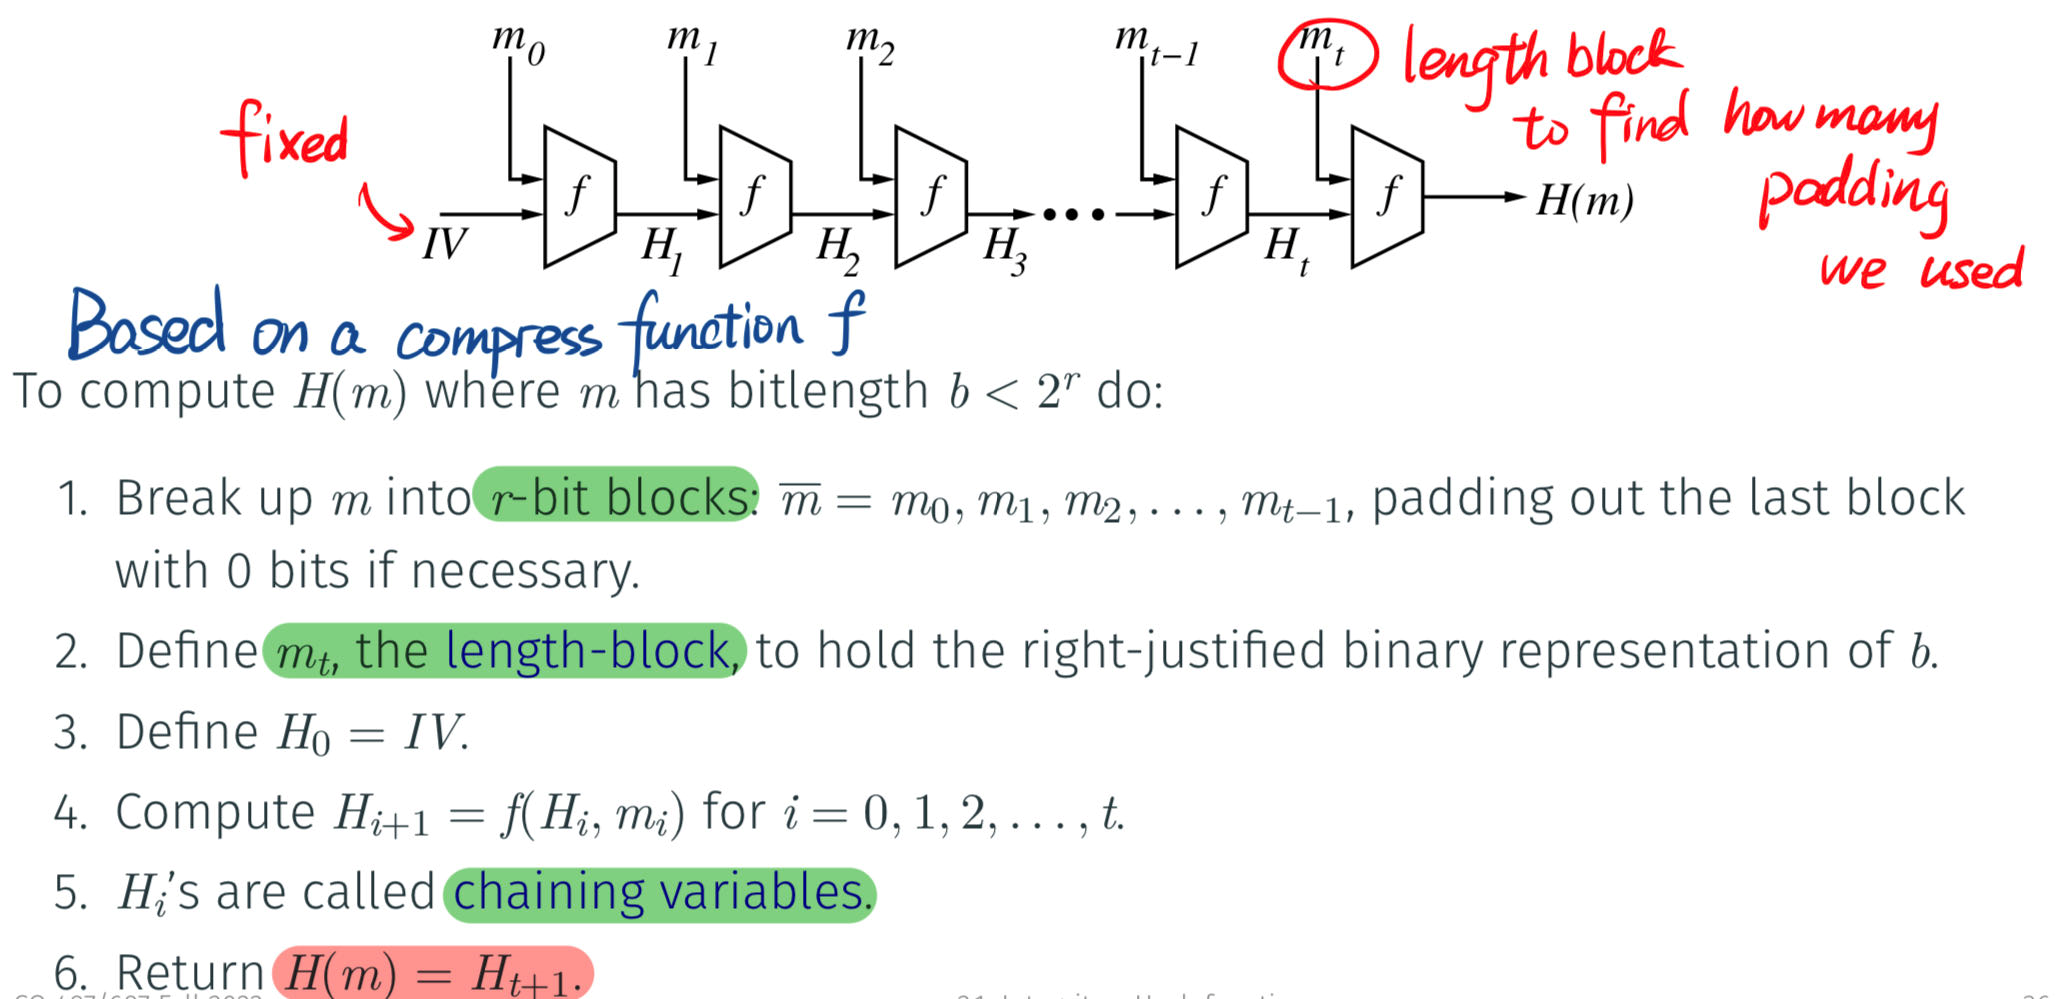 m_0 m_1 m_2 m_{t-1} m_t length block
to find how many
fixed
padding
f f f f f H(m)
IV H_1 H_2 H_3 ••• H_t
we used
Based on a compress function f
To compute H(m) where m has bitlength b < 2^r do:
1. Break up m into r-bit blocks: m̅ = m_0, m_1, m_2, . . . , m_{t−1}, padding out the last block
with 0 bits if necessary.
2. Define m_t, the length-block, to hold the right-justified binary representation of b.
3. Define H_0 = IV.
4. Compute H_{i+1} = f(H_i, m_i) for i = 0, 1, 2, . . . , t.
5. H_i's are called chaining variables.
6. Return H(m) = H_{t+1}.